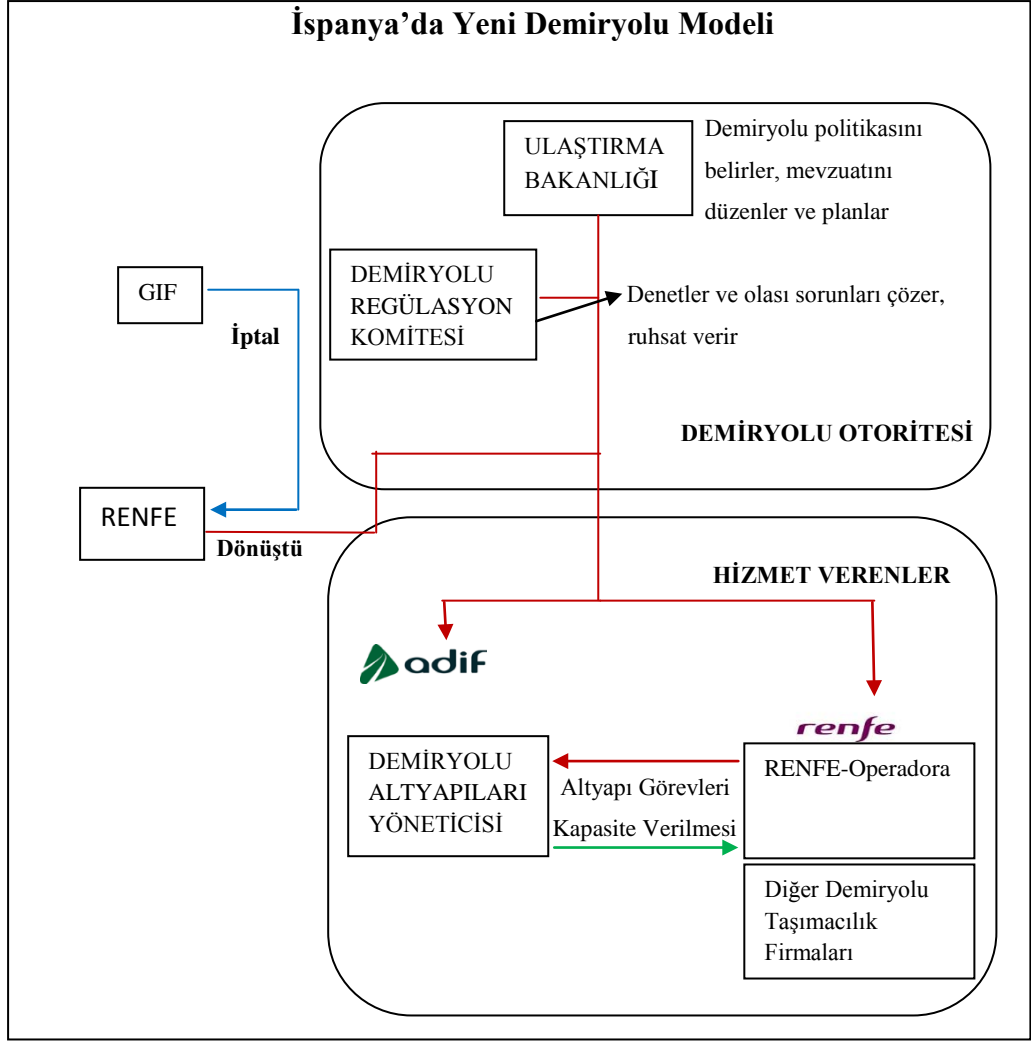 İspanya’da Yeni Demiryolu Modeli
ULAŞTIRMA
BAKANLIĞI
Demiryolu politikasını
belirler, mevzuatını
düzenler ve planlar
GIF
İptal
DEMİRYOLU
REGÜLASYON
KOMİTESİ
Denetler ve olası sorunları çözer,
ruhsat verir
DEMİRYOLU OTORİTESİ
RENFE
Dönüştü
HİZMET VERENLER
adif
renfe
DEMİRYOLU
ALTYAPILARI
YÖNETİCİSİ
Altyapı Görevleri
Kapasite Verilmesi
RENFE-Operadora
Diğer Demiryolu
Taşımacılık
Firmaları